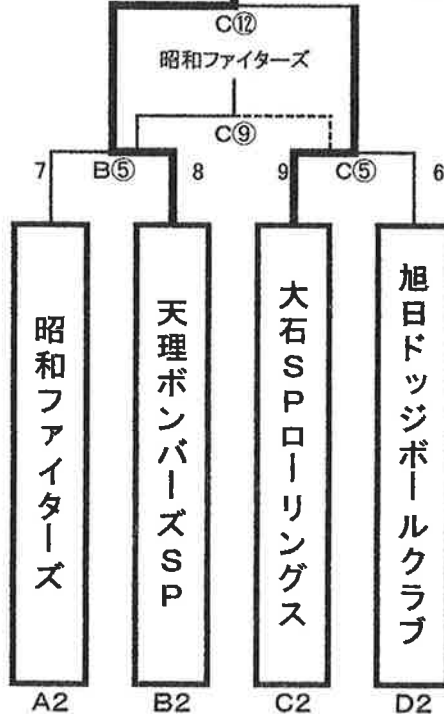 C⑫
昭和ファイターズ
C⑨
7 B⑤ 8 9 C⑤ 6
昭和ファイターズ
天理ボンバーズSP
大石SPローリングス
旭日ドッジボールクラブ
A2 B2 C2 D2